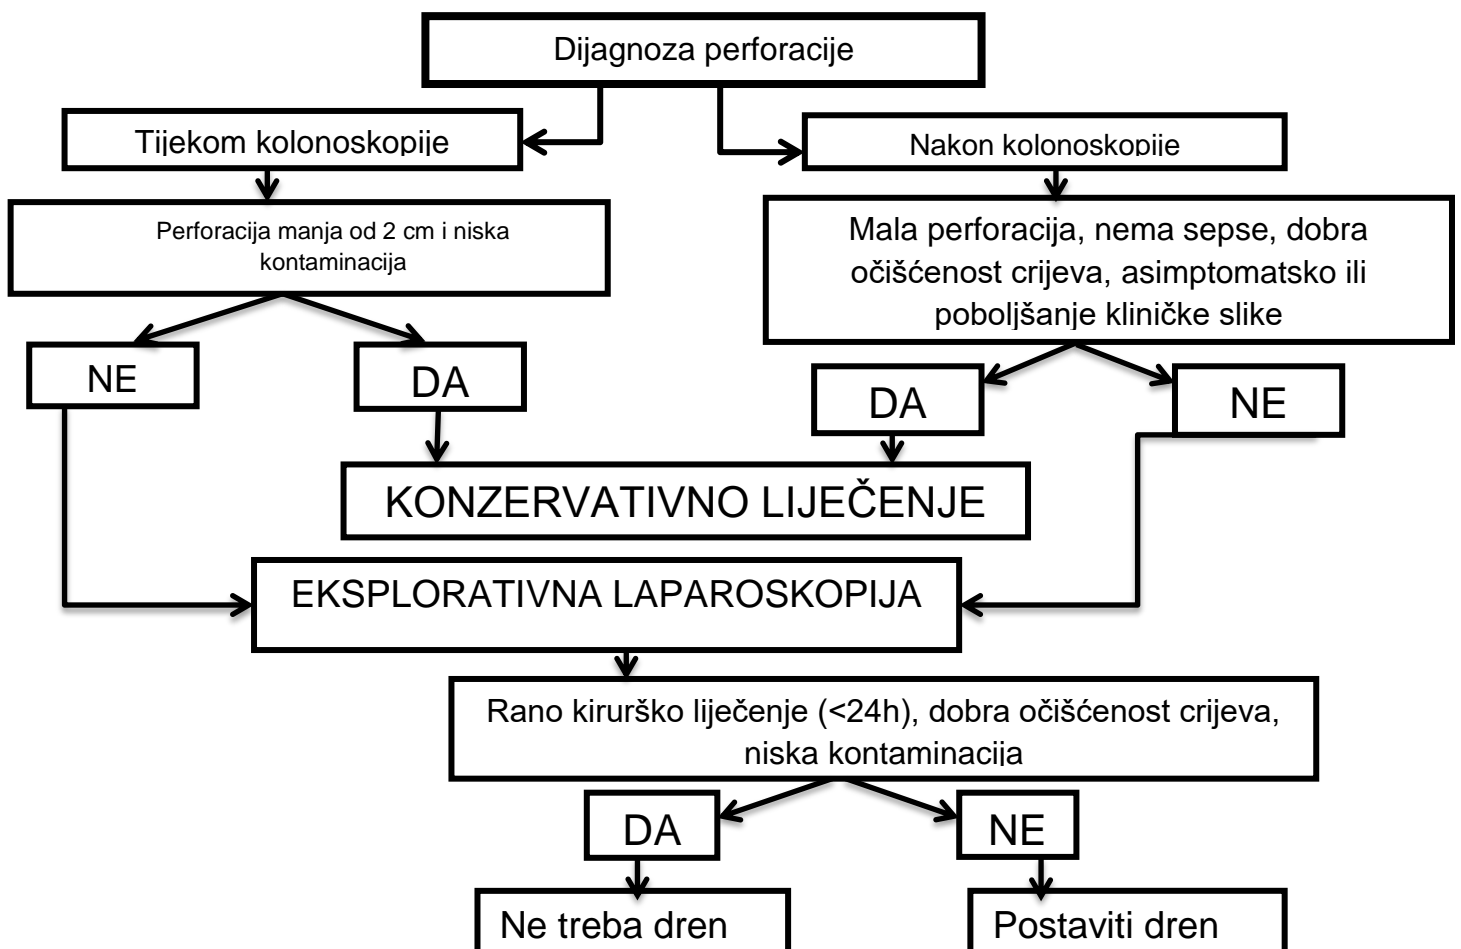 Dijagnoza perforacije
Tijekom kolonoskopije
Nakon kolonoskopije
Perforacija manja od 2 cm i niska
kontaminacija
Mala perforacija, nema sepse, dobra
očišćenost crijeva, asimptomatsko ili
poboljšanje kliničke slike
NE
DA
DA
NE
KONZERVATIVNO LIJEČENJE
EKSPLORATIVNA LAPAROSKOPIJA
Rano kirurško liječenje (<24h), dobra očišćenost crijeva,
niska kontaminacija
DA
NE
Ne treba dren
Postaviti dren